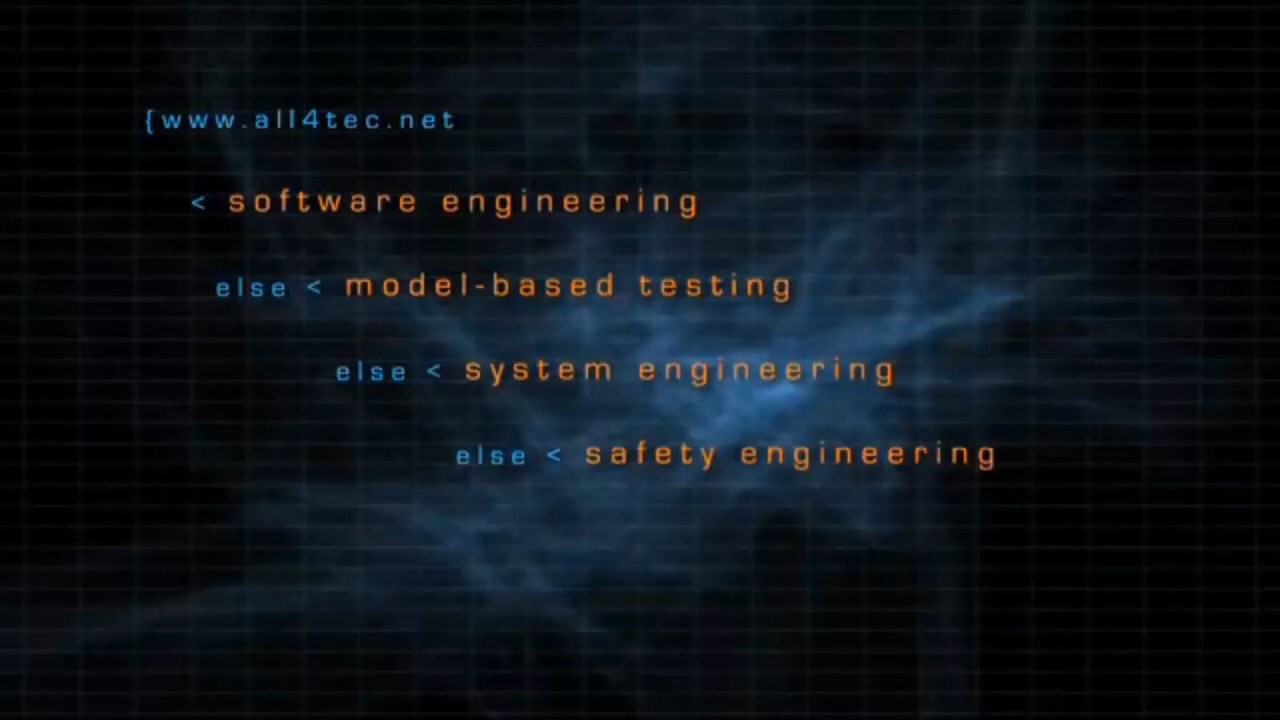 {www.all4tec.net
< software engineering
else < model-based testing
else < system engineering
else < safety engineering